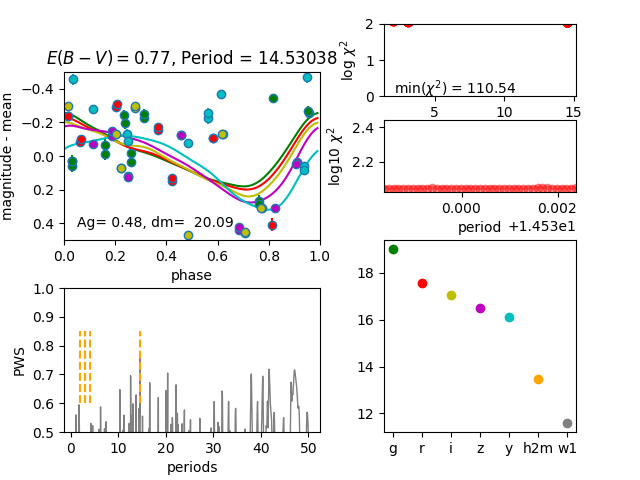 E(B − V) = 0.77, Period = 14.53038
magnitude - mean
−0.4
−0.2
0.0
0.2
0.4
Ag= 0.48, dm= 20.09
0.0 0.2 0.4 0.6 0.8 1.0
phase
log χ²
2
1
0
min(χ²) = 110.54
5 10 15
log10 χ²
2.4
2.2
0.000 0.002
period +1.453e1
PWS
1.0
0.9
0.8
0.7
0.6
0.5
0 10 20 30 40 50
periods
18
16
14
12
g r i z y h2m w1